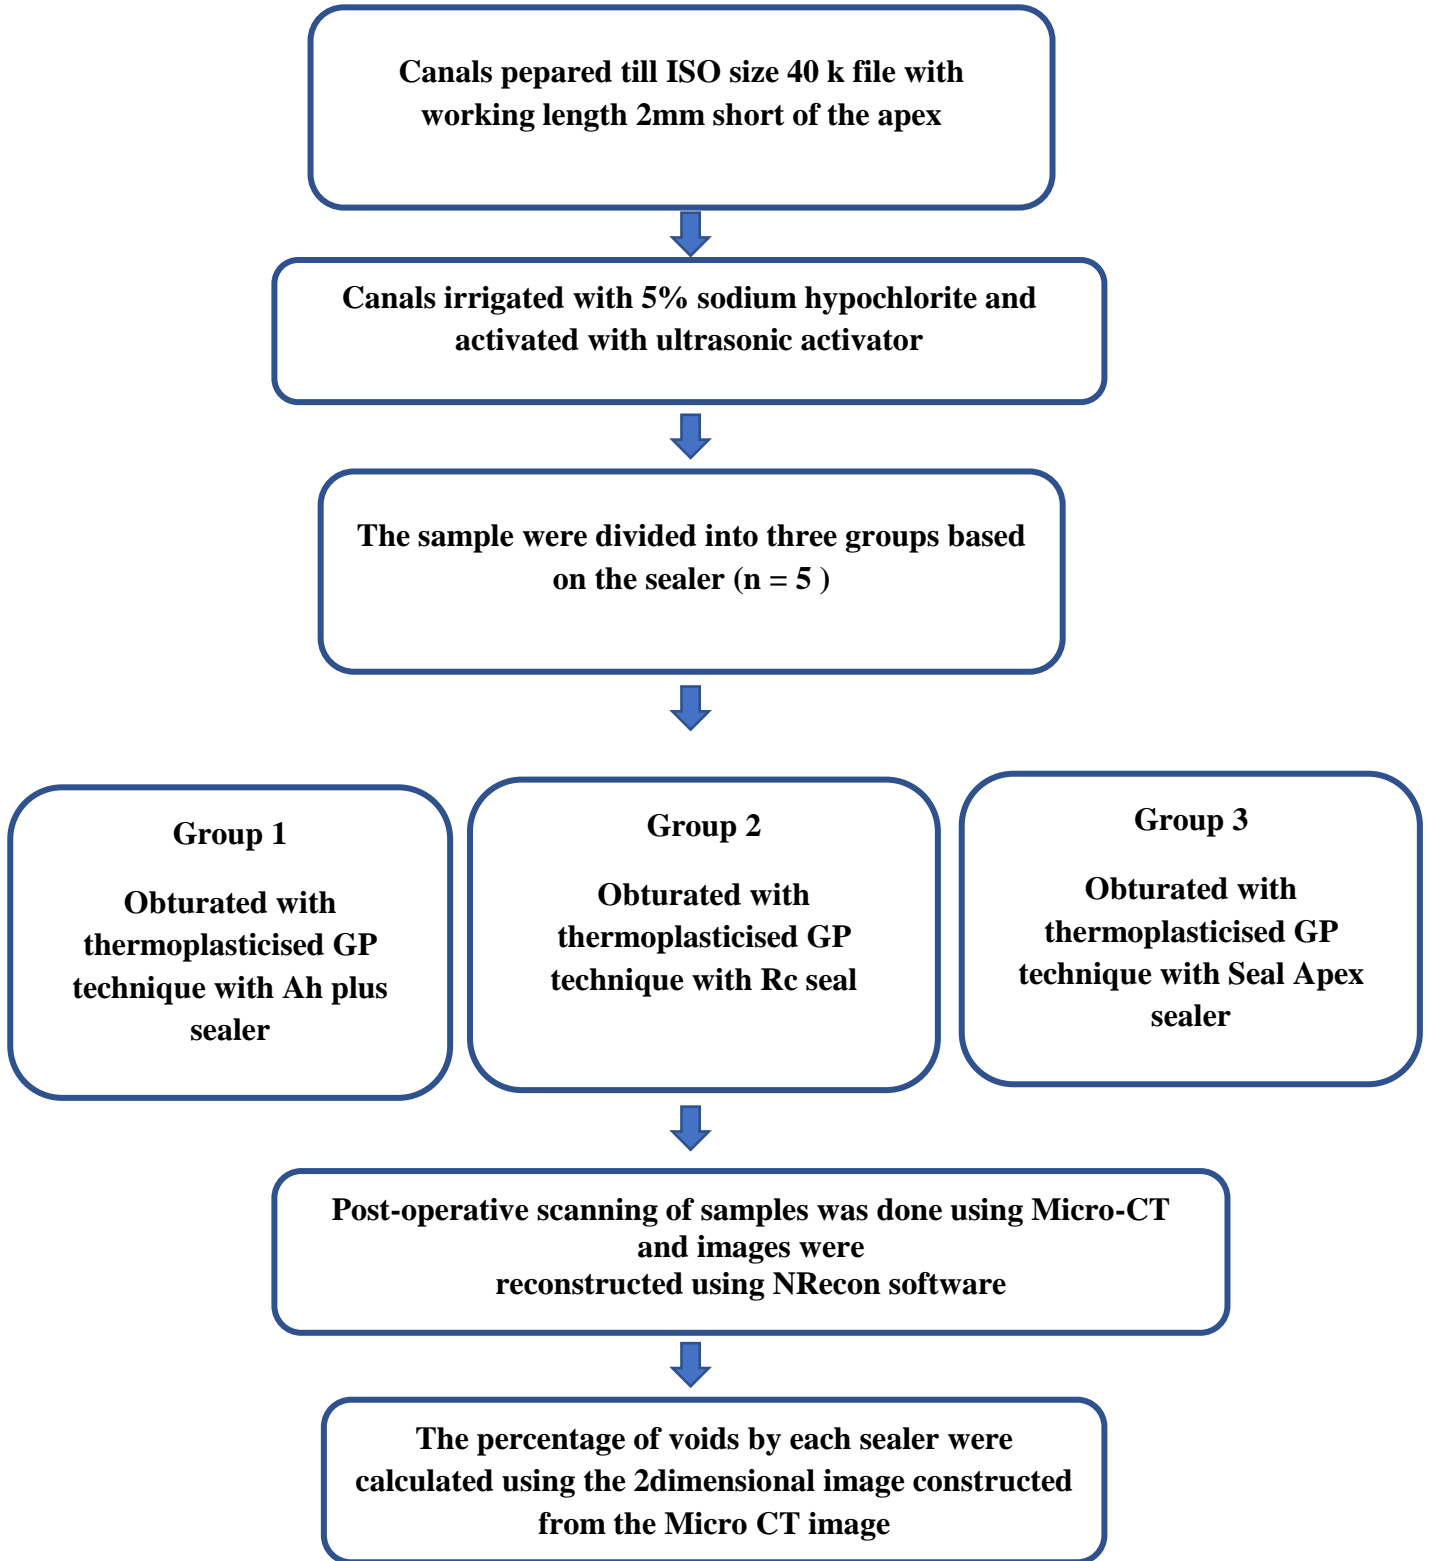 Canals pepared till ISO size 40 k file with
working length 2mm short of the apex
Canals irrigated with 5% sodium hypochlorite and
activated with ultrasonic activator
The sample were divided into three groups based
on the sealer (n = 5 )
Group 1
Obturated with
thermoplasticised GP
technique with Ah plus
sealer
Group 2
Obturated with
thermoplasticised GP
technique with Rc seal
Group 3
Obturated with
thermoplasticised GP
technique with Seal Apex
sealer
Post-operative scanning of samples was done using Micro-CT
and images were
reconstructed using NRecon software
The percentage of voids by each sealer were
calculated using the 2dimensional image constructed
from the Micro CT image